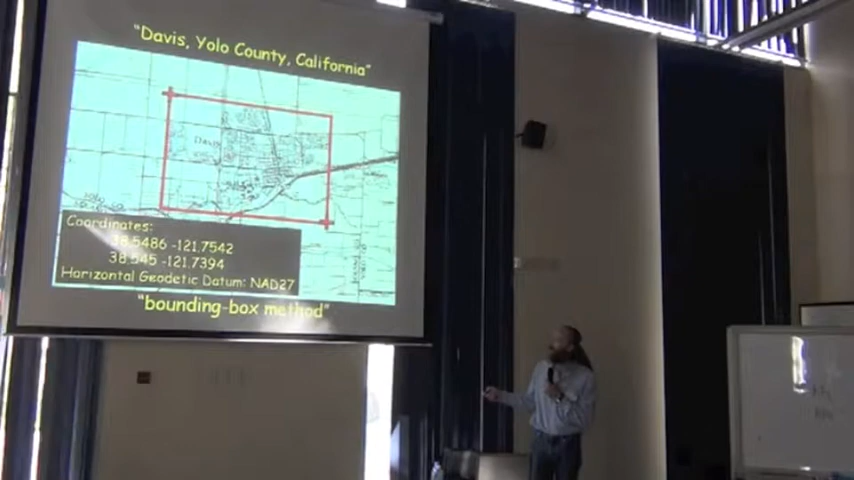 "Davis, Yolo County, California"
Davis
Coordinates:
38.5486 -121.7542
38.545 -121.7394
Horizontal Geodetic Datum: NAD27
"bounding-box method"